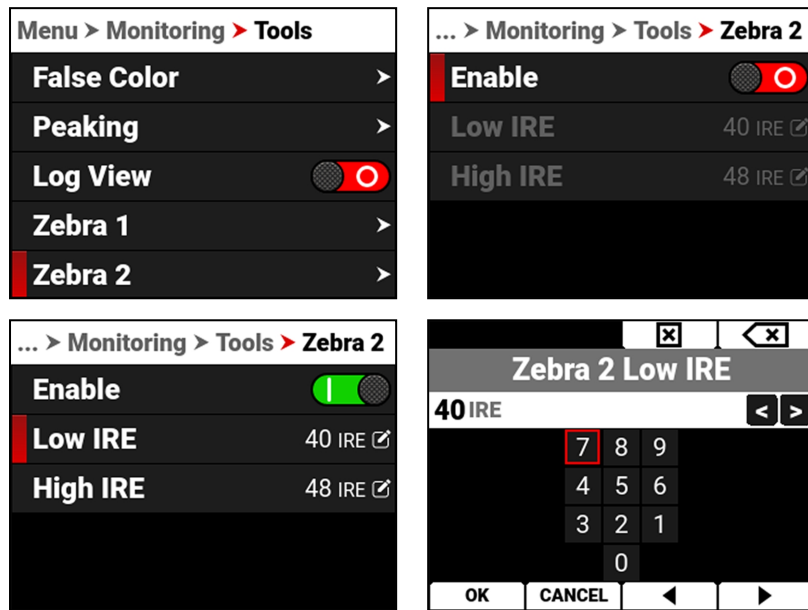 Menu > Monitoring > Tools
False Color >
Peaking >
Log View
Zebra 1 >
Zebra 2 >
... > Monitoring > Tools > Zebra 2
Enable
Low IRE 40 IRE
High IRE 48 IRE
... > Monitoring > Tools > Zebra 2
Enable
Low IRE 40 IRE
High IRE 48 IRE
Zebra 2 Low IRE
40 IRE < >
7 8 9
4 5 6
3 2 1
0
OK CANCEL ◀ ▶